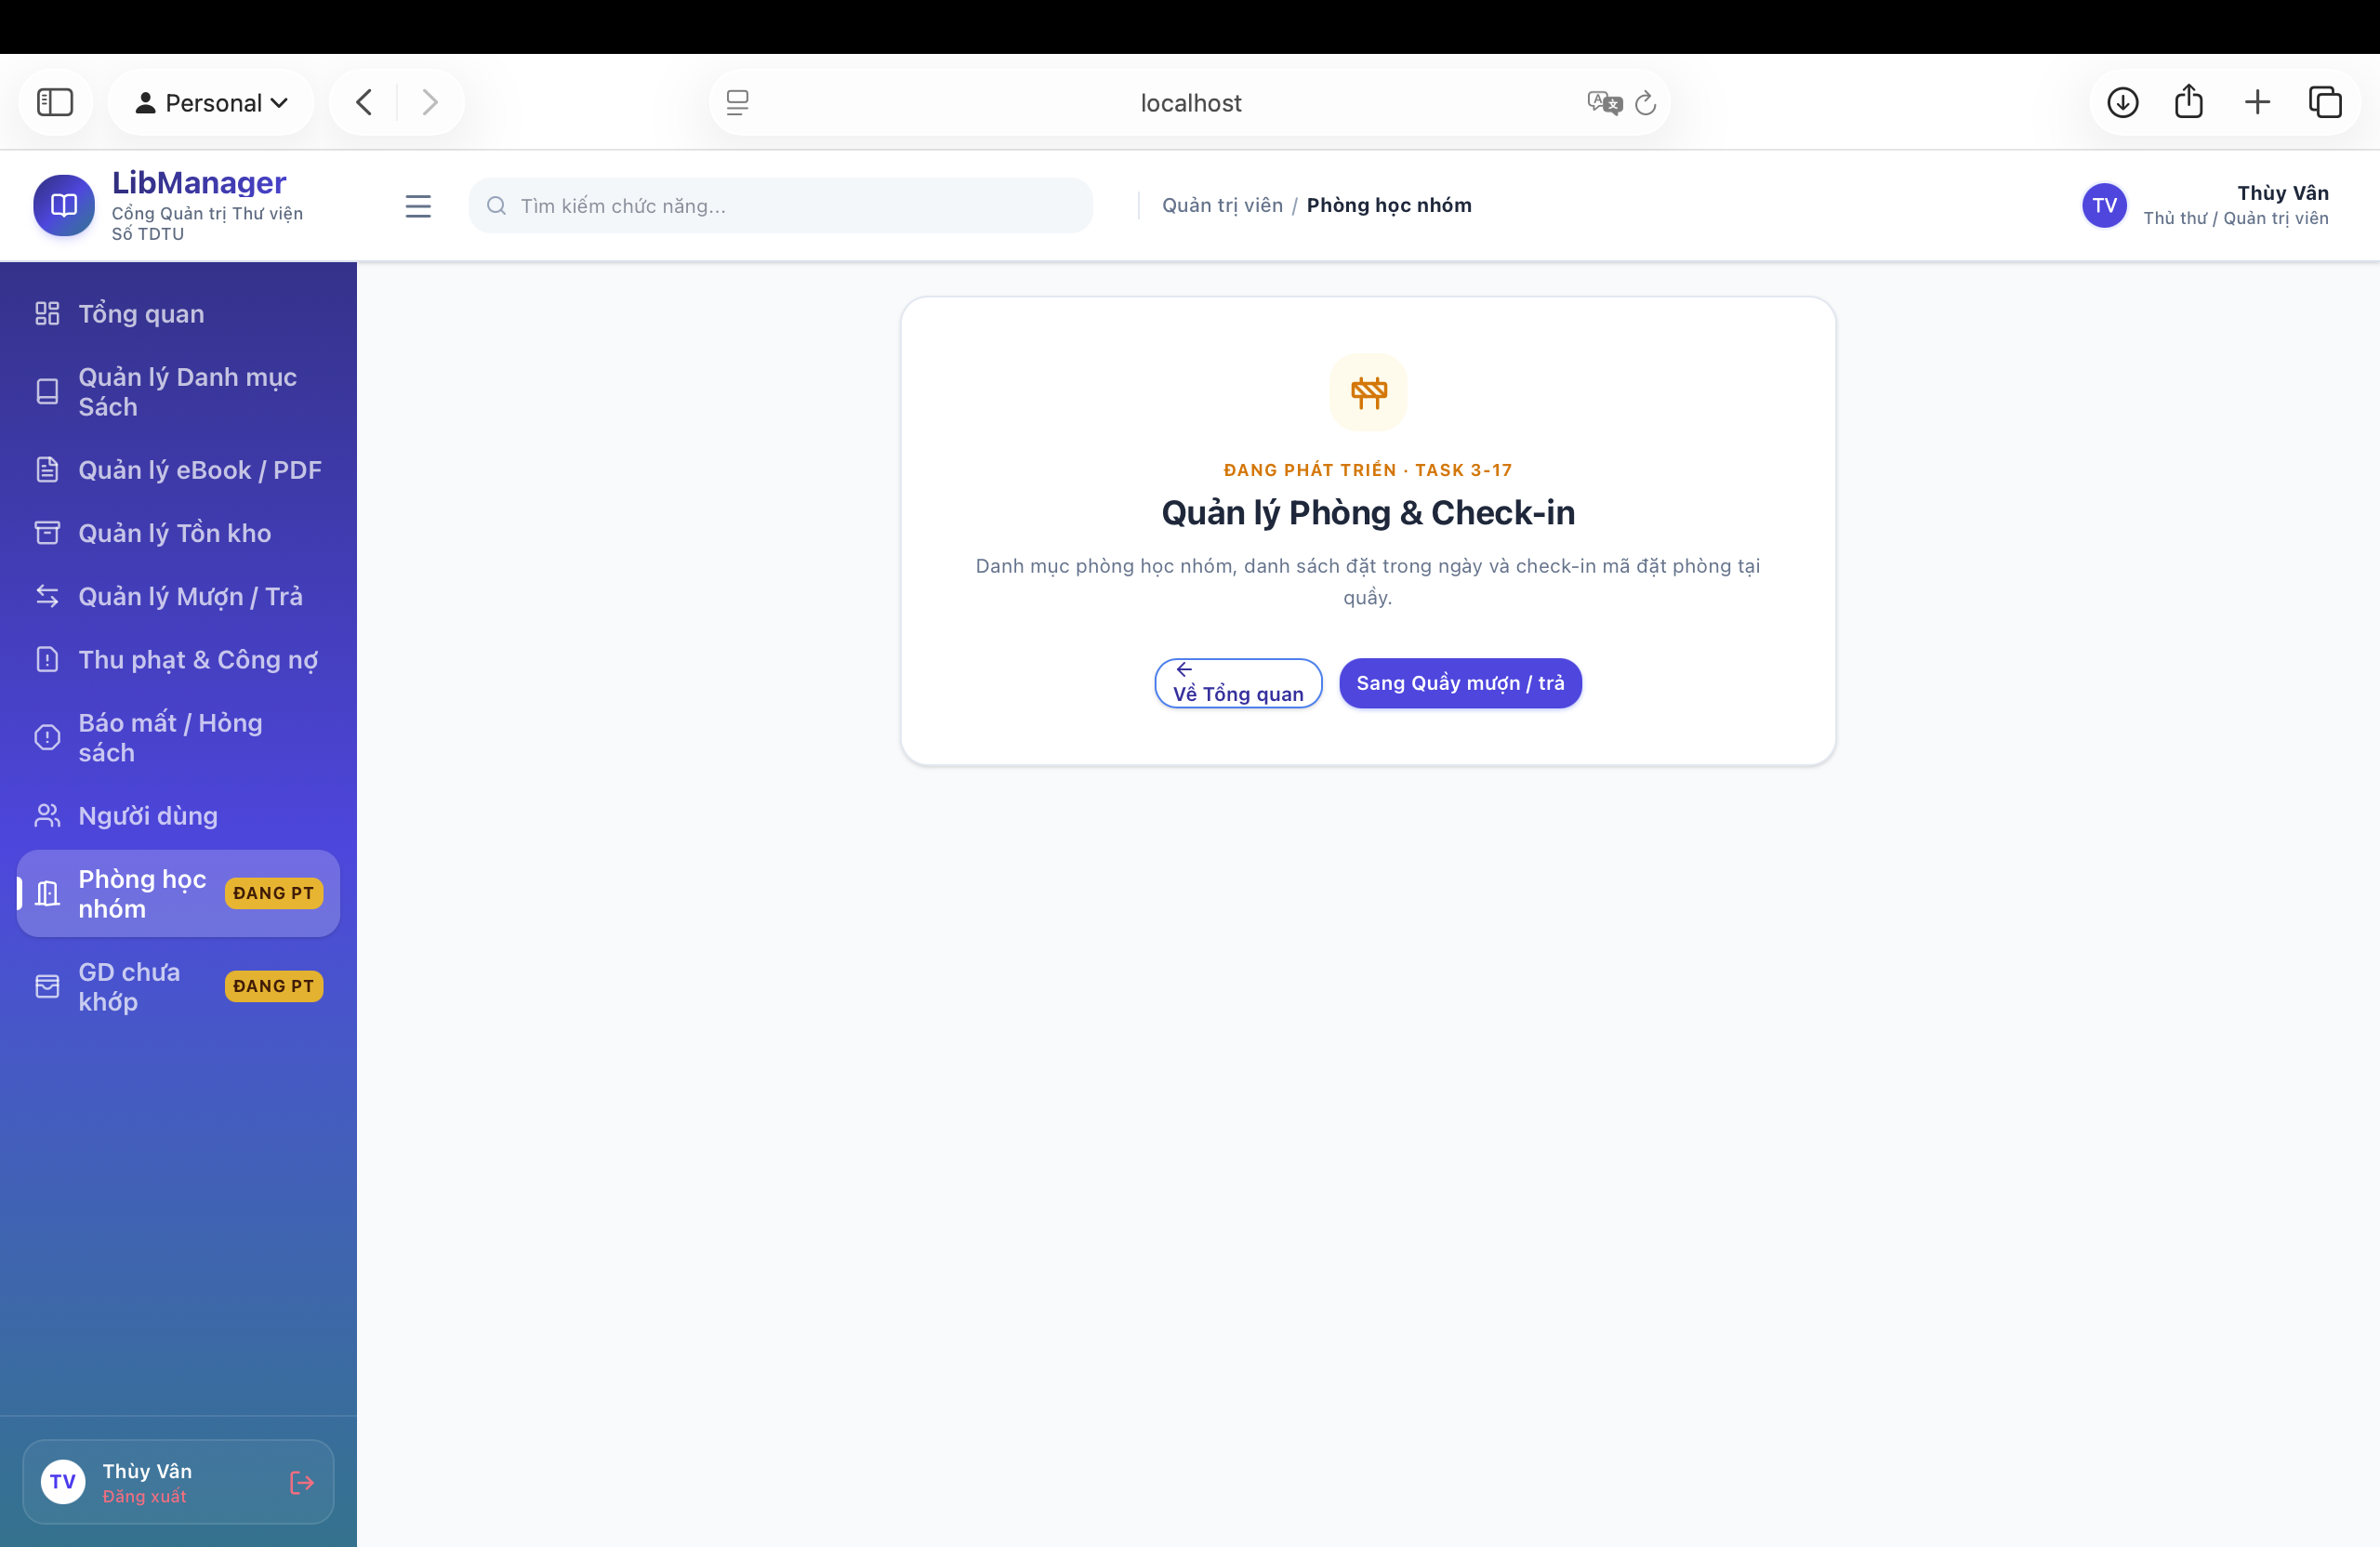 Personal
localhost
LibManager
Cổng Quản trị Thư viện
Số TDTU
Tìm kiếm chức năng...
Quản trị viên / Phòng học nhóm
TV
Thùy Vân
Thủ thư / Quản trị viên
Tổng quan
Quản lý Danh mục
Sách
Quản lý eBook / PDF
Quản lý Tồn kho
Quản lý Mượn / Trả
Thu phạt & Công nợ
Báo mất / Hỏng
sách
Người dùng
Phòng học
nhóm
ĐANG PT
GD chưa
khớp
ĐANG PT
TV
Thùy Vân
Đăng xuất
ĐANG PHÁT TRIỂN · TASK 3-17
Quản lý Phòng & Check-in
Danh mục phòng học nhóm, danh sách đặt trong ngày và check-in mã đặt phòng tại
quầy.
Về Tổng quan
Sang Quầy mượn / trả